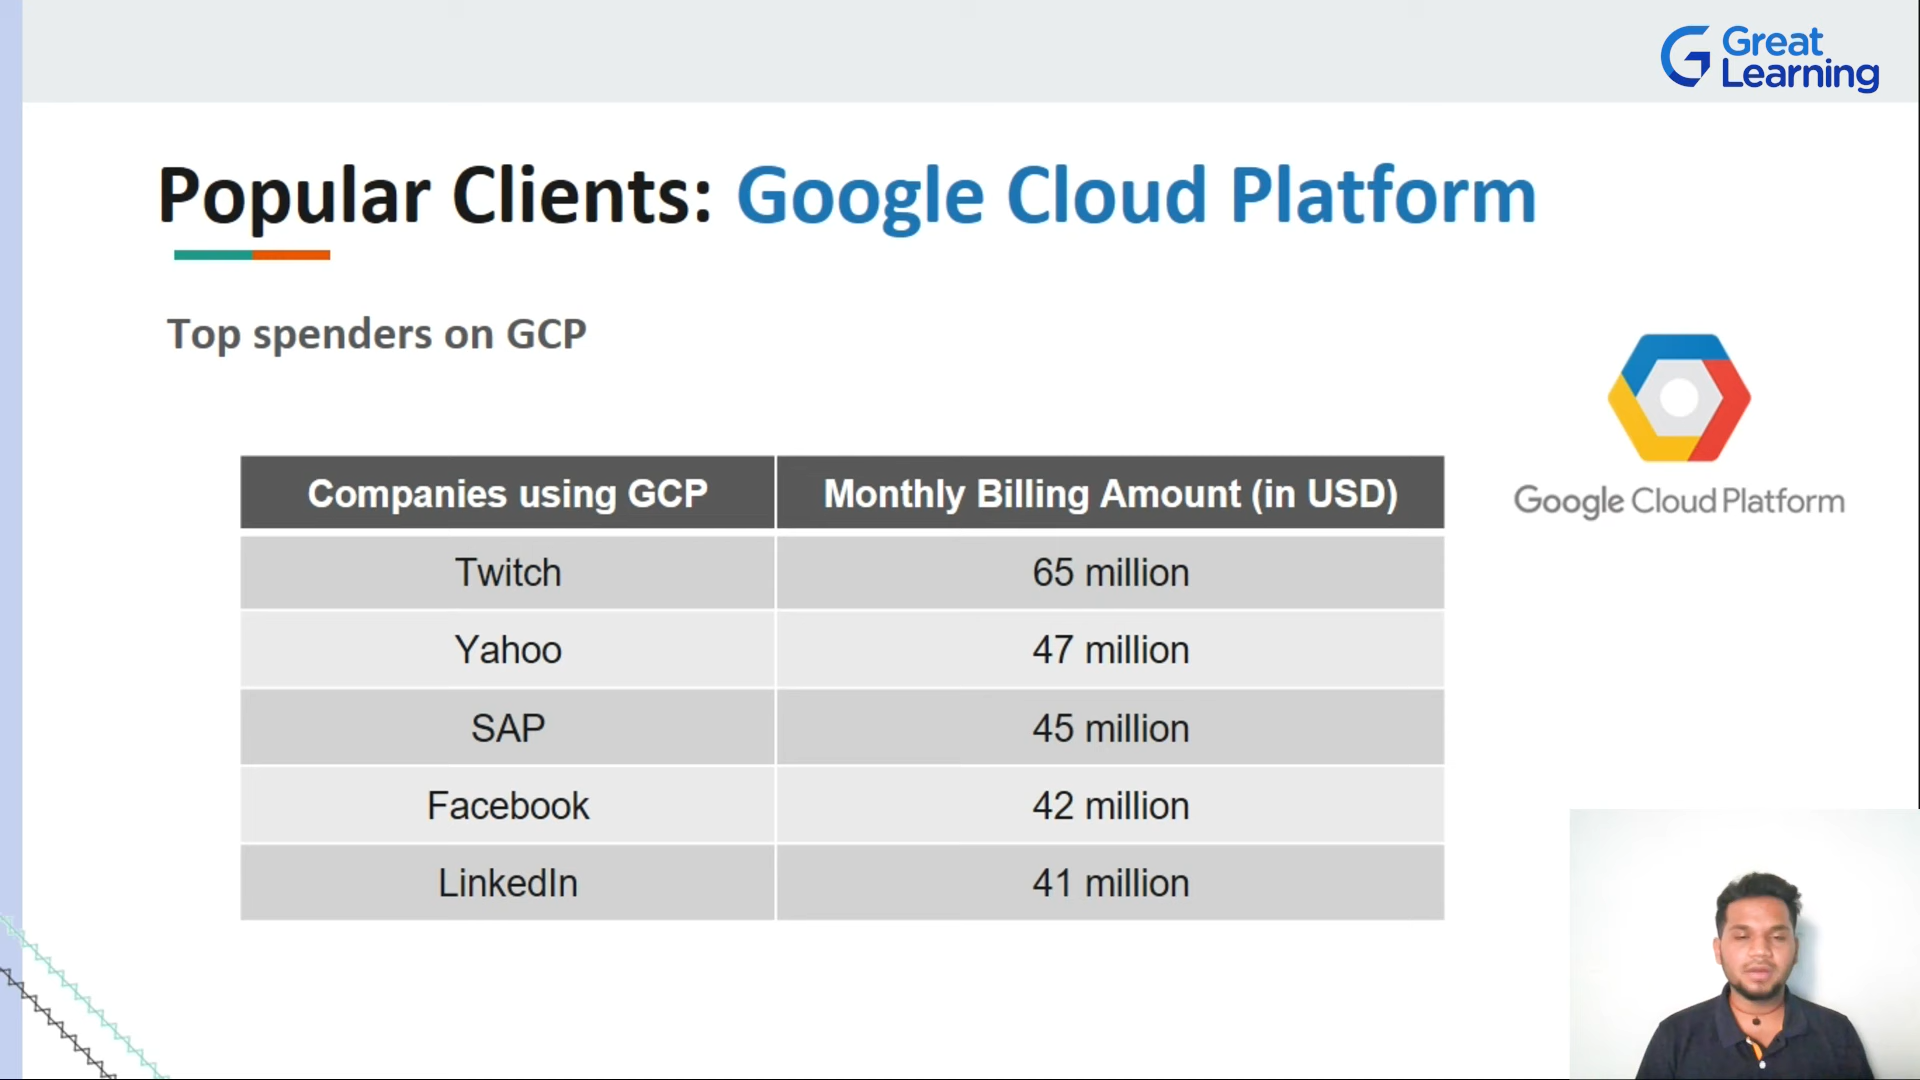 Great
Learning
Popular Clients: Google Cloud Platform
Top spenders on GCP
Google Cloud Platform
Companies using GCP Monthly Billing Amount (in USD)
Twitch 65 million
Yahoo 47 million
SAP 45 million
Facebook 42 million
LinkedIn 41 million